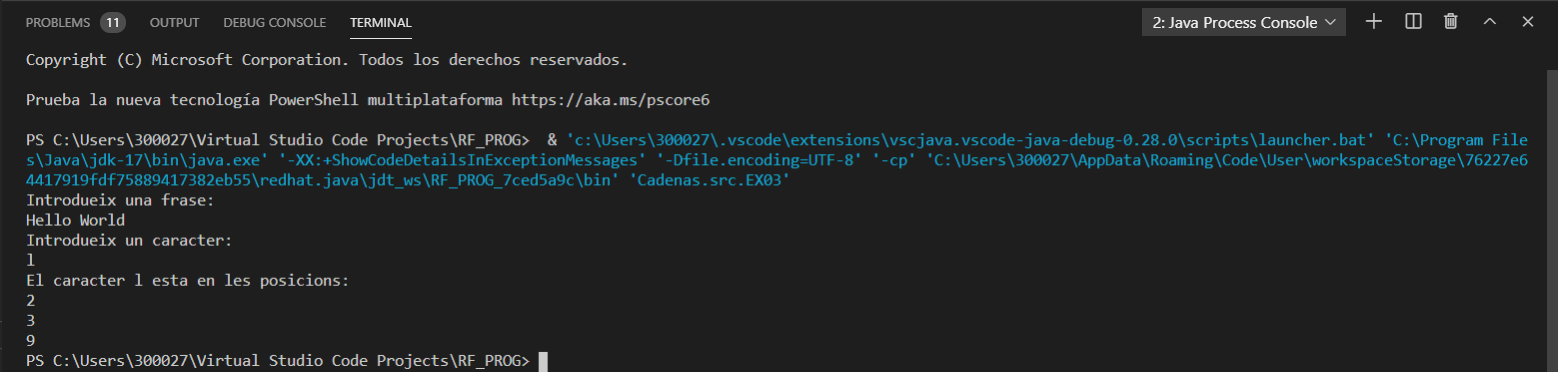 PROBLEMS 11 OUTPUT DEBUG CONSOLE TERMINAL 2: Java Process Console
Copyright (C) Microsoft Corporation. Todos los derechos reservados.
Prueba la nueva tecnología PowerShell multiplataforma https://aka.ms/pscore6
PS C:\Users\300027\Virtual Studio Code Projects\RF_PROG>  & 'c:\Users\300027\.vscode\extensions\vscjava.vscode-java-debug-0.28.0\scripts\launcher.bat' 'C:\Program File
s\Java\jdk-17\bin\java.exe' '-XX:+ShowCodeDetailsInExceptionMessages' '-Dfile.encoding=UTF-8' '-cp' 'C:\Users\300027\AppData\Roaming\Code\User\workspaceStorage\76227e6
4417919fdf75889417382eb55\redhat.java\jdt_ws\RF_PROG_7ced5a9c\bin' 'Cadenas.src.EX03'
Introdueix una frase:
Hello World
Introdueix un caracter:
l
El caracter l esta en les posicions:
2
3
9
PS C:\Users\300027\Virtual Studio Code Projects\RF_PROG>